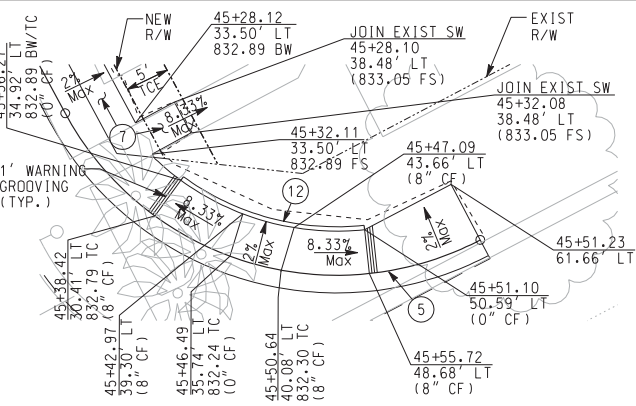 NEW
R/W
45+28.12
33.50' LT
832.89 BW
JOIN EXIST SW
45+28.10
38.48' LT
(833.05 FS)
EXIST
R/W
JOIN EXIST SW
45+32.08
38.48' LT
(833.05 FS)
34.92' LT
832.89 BW/TC
(0" CF)
2%
Max
2'
5'
TCE
8.33%
Max
7
45+32.11
33.50' LT
832.89 FS
45+47.09
43.66' LT
(8" CF)
1' WARNING
GROOVING
(TYP.)
12
8.33%
Max
2%
Max
8.33%
Max
2%
MAX
45+51.23
61.66' LT
45+51.10
50.59' LT
(0" CF)
5
45+55.72
48.68' LT
(8" CF)
45+38.42
30.41' LT
832.79 TC
(8" CF)
45+42.97
39.30' LT
(8" CF)
45+46.49
35.74' LT
832.24 TC
(0" CF)
45+50.64
40.08' LT
832.30 TC
(8" CF)